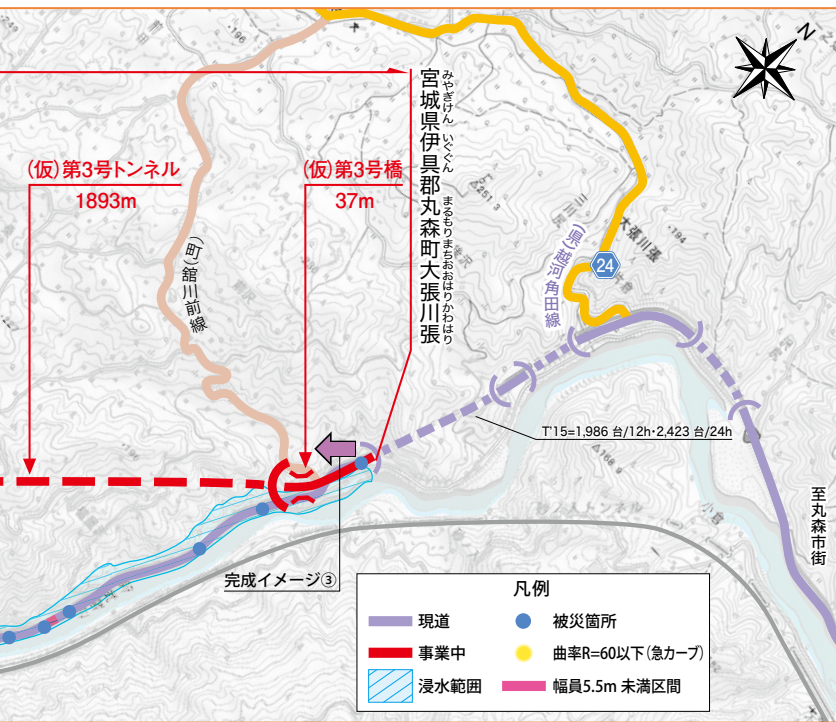 N
(仮)第3号トンネル
1893m
(仮)第3号橋
37m
宮城県伊具郡丸森町大張川張
みやぎけん いぐぐん まるもりまちおおはりかわはり
(町)舘川前線
(県)越河角田線
24
大張川張
T'15=1,986 台/12h・2,423 台/24h
至丸森市街
完成イメージ③
凡例
現道
被災箇所
事業中
曲率R=60以下(急カーブ)
浸水範囲
幅員5.5m 未満区間